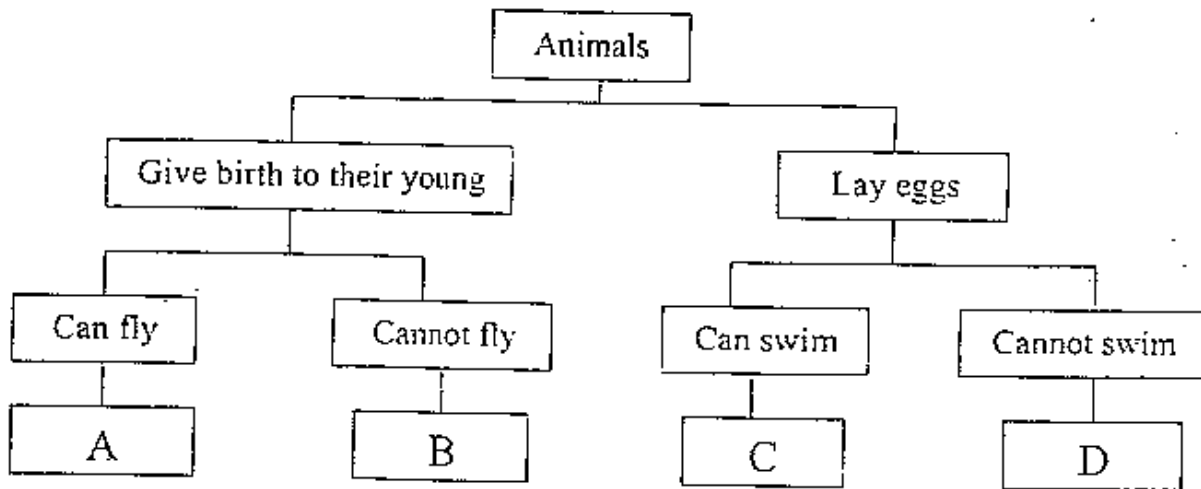 Animals
Give birth to their young
Lay eggs
Can fly
Cannot fly
Can swim
Cannot swim
A
B
C
D